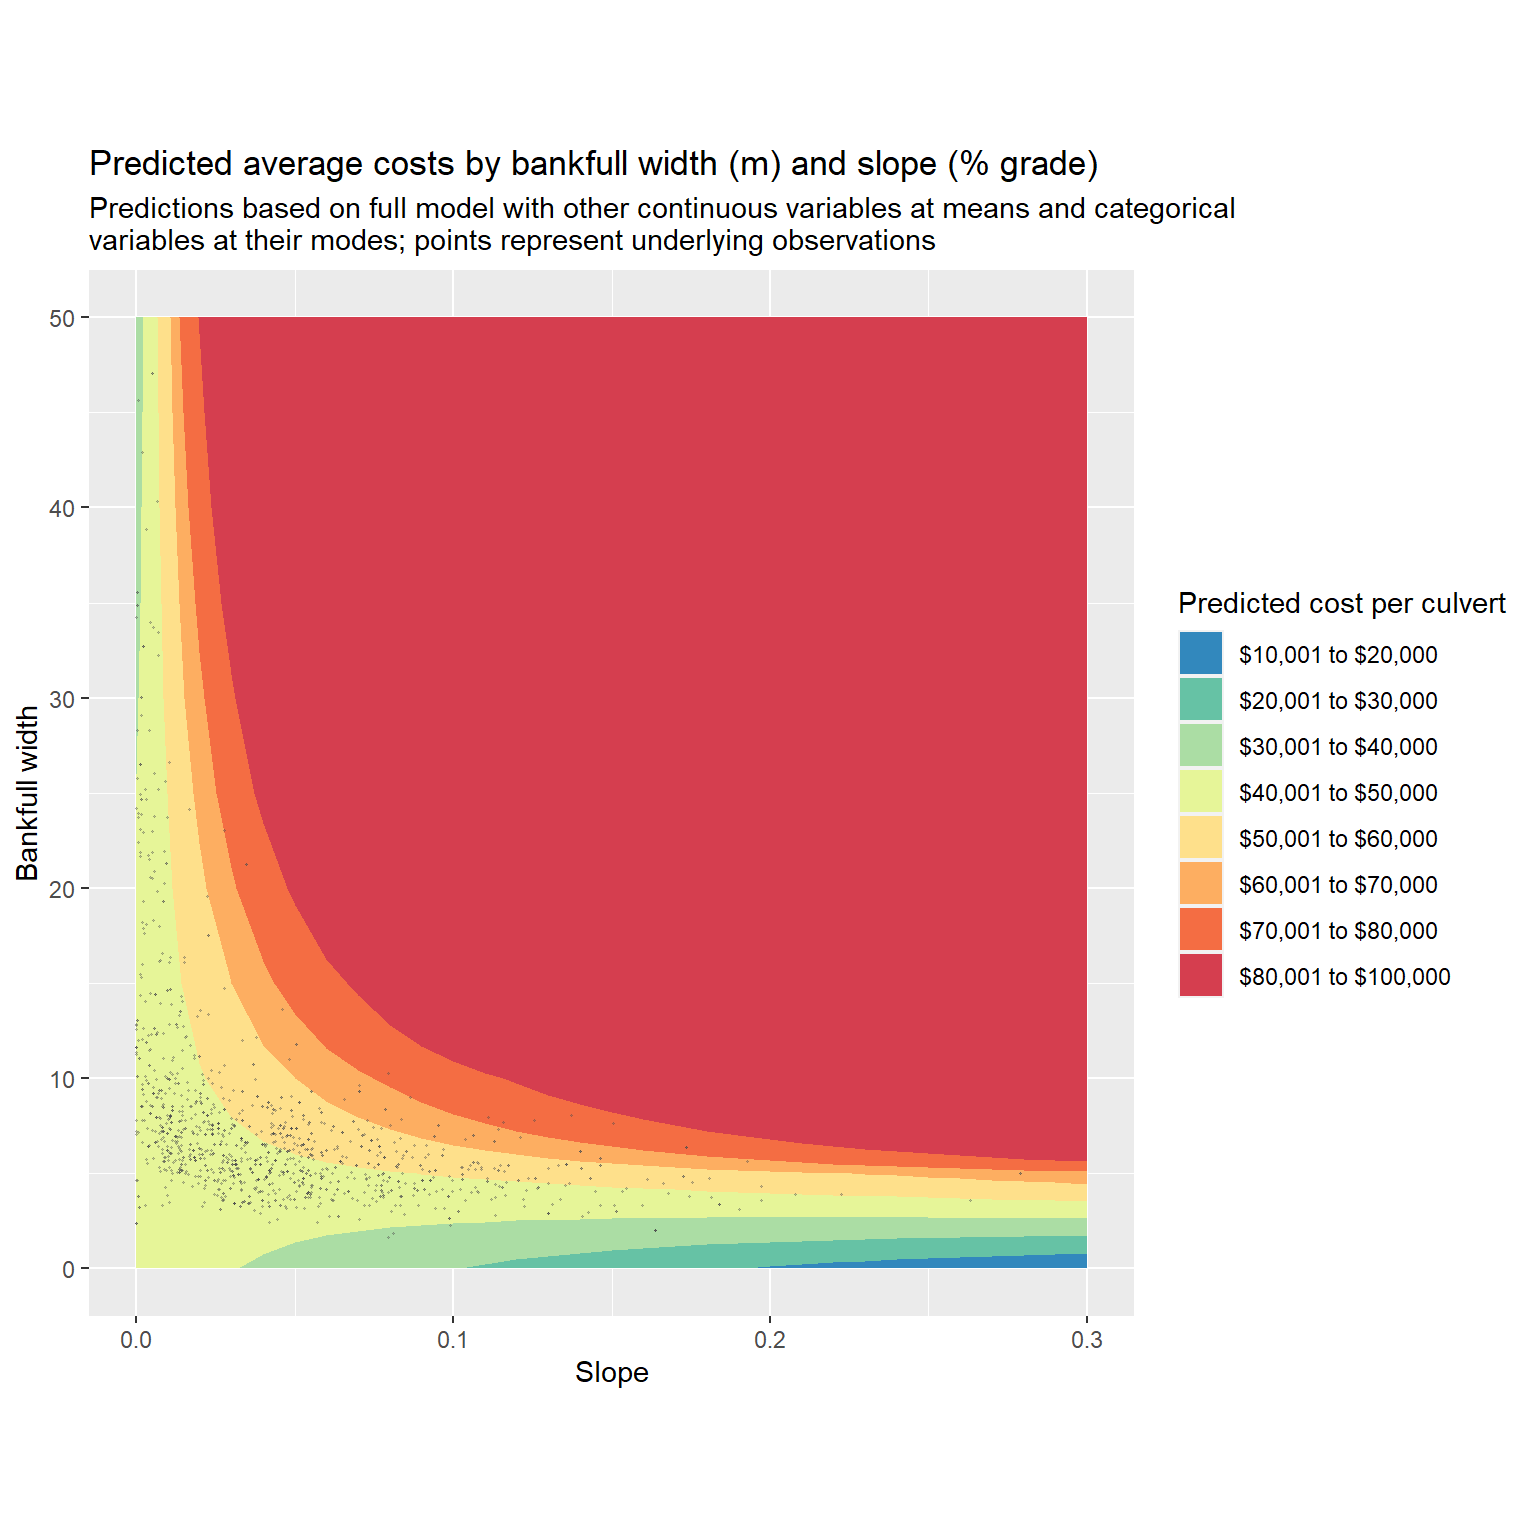 Predicted average costs by bankfull width (m) and slope (% grade)
Predictions based on full model with other continuous variables at means and categorical
variables at their modes; points represent underlying observations
50
40
30
20
10
0
Bankfull width
0.0
0.1
0.2
0.3
Slope
Predicted cost per culvert
$10,001 to $20,000
$20,001 to $30,000
$30,001 to $40,000
$40,001 to $50,000
$50,001 to $60,000
$60,001 to $70,000
$70,001 to $80,000
$80,001 to $100,000